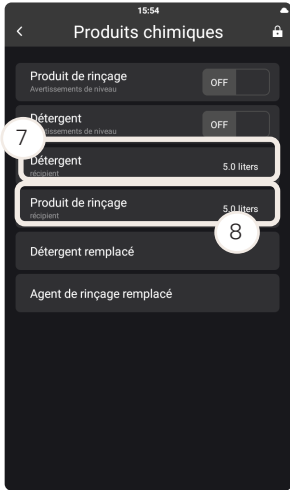 15:54
Produits chimiques
Produit de rinçage
Avertissements de niveau
OFF
Détergent
Avertissements de niveau
OFF
7
Détergent
récipient
5.0 liters
Produit de rinçage
récipient
5.0 liters
8
Détergent remplacé
Agent de rinçage remplacé